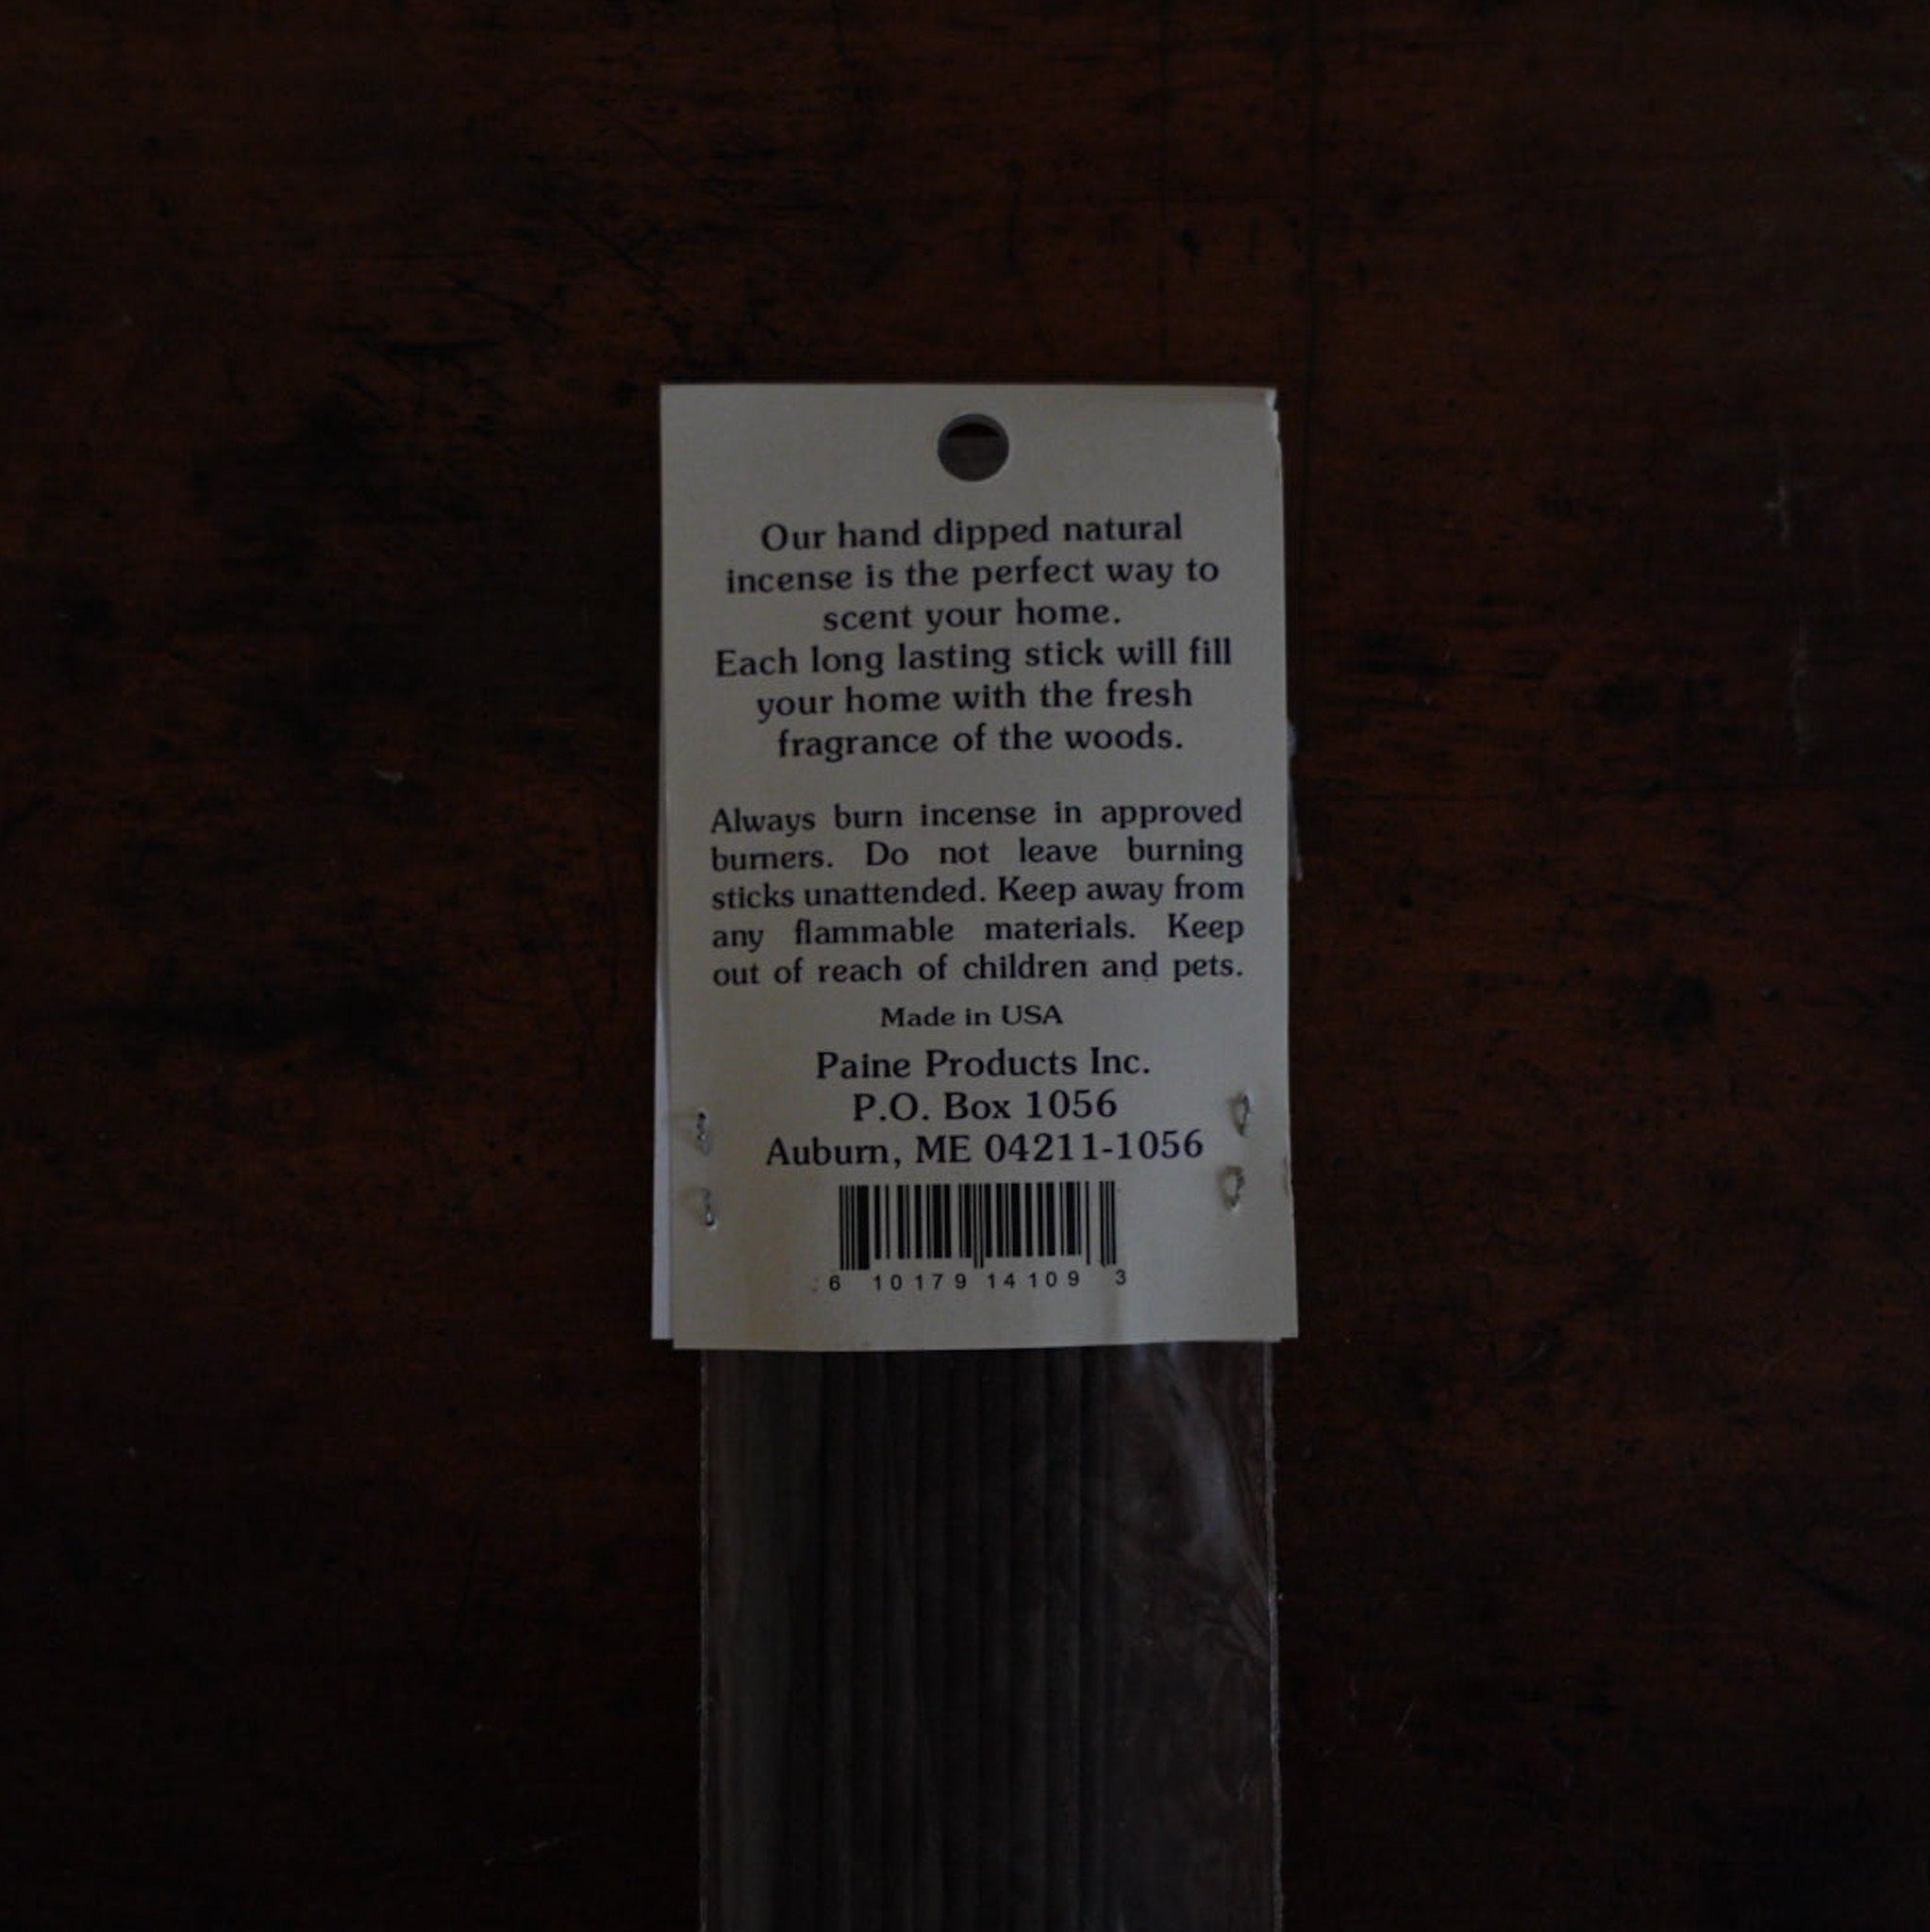 Our hand dipped natural
incense is the perfect way to
scent your home.
Each long lasting stick will fill
your home with the fresh
fragrance of the woods.
Always burn incense in approved
burners. Do not leave burning
sticks unattended. Keep away from
any flammable materials. Keep
out of reach of children and pets.
Made in USA
Paine Products Inc.
P.O. Box 1056
Auburn, ME 04211-1056
6 10179 14109 3